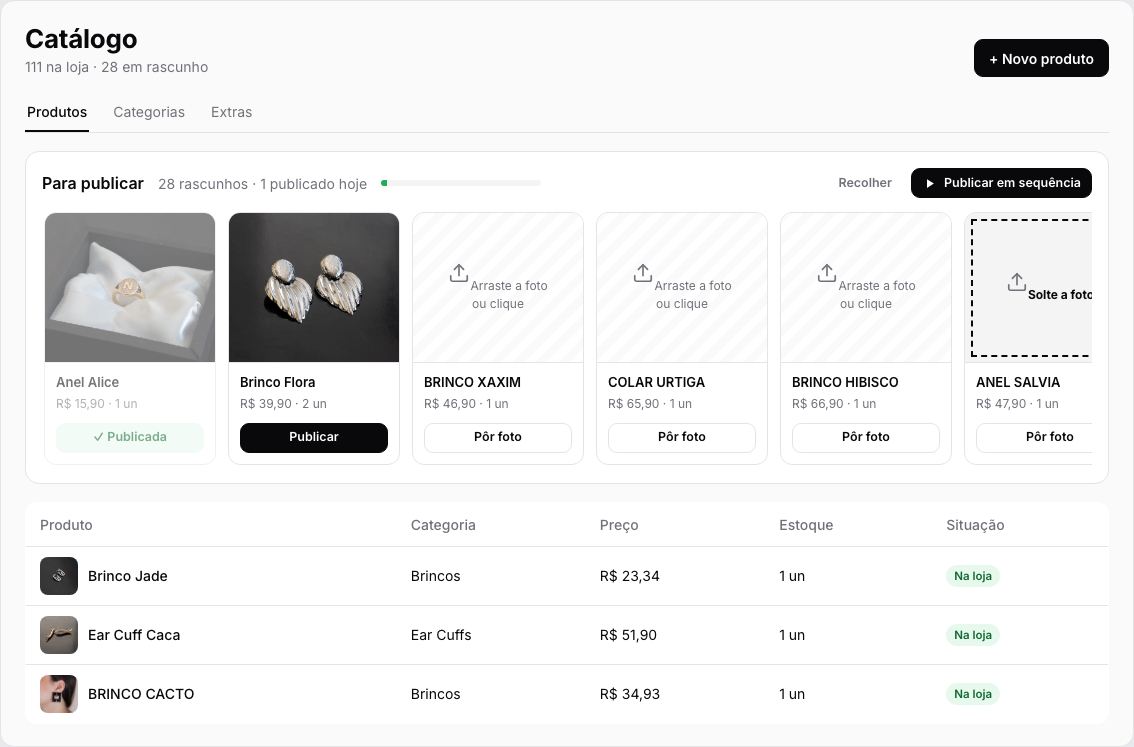 Catálogo
111 na loja · 28 em rascunho
+ Novo produto
Produtos
Categorias
Extras
Para publicar
28 rascunhos · 1 publicado hoje
Recolher
Publicar em sequência
Anel Alice
R$ 15,90 · 1 un
✓ Publicada
Brinco Flora
R$ 39,90 · 2 un
Publicar
Arraste a foto
ou clique
BRINCO XAXIM
R$ 46,90 · 1 un
Pôr foto
Arraste a foto
ou clique
COLAR URTIGA
R$ 65,90 · 1 un
Pôr foto
Arraste a foto
ou clique
BRINCO HIBISCO
R$ 66,90 · 1 un
Pôr foto
Solte a foto
ANEL SALVIA
R$ 47,90 · 1 un
Pôr foto
Produto Categoria Preço Estoque Situação
Brinco Jade Brincos R$ 23,34 1 un Na loja
Ear Cuff Caca Ear Cuffs R$ 51,90 1 un Na loja
BRINCO CACTO Brincos R$ 34,93 1 un Na loja